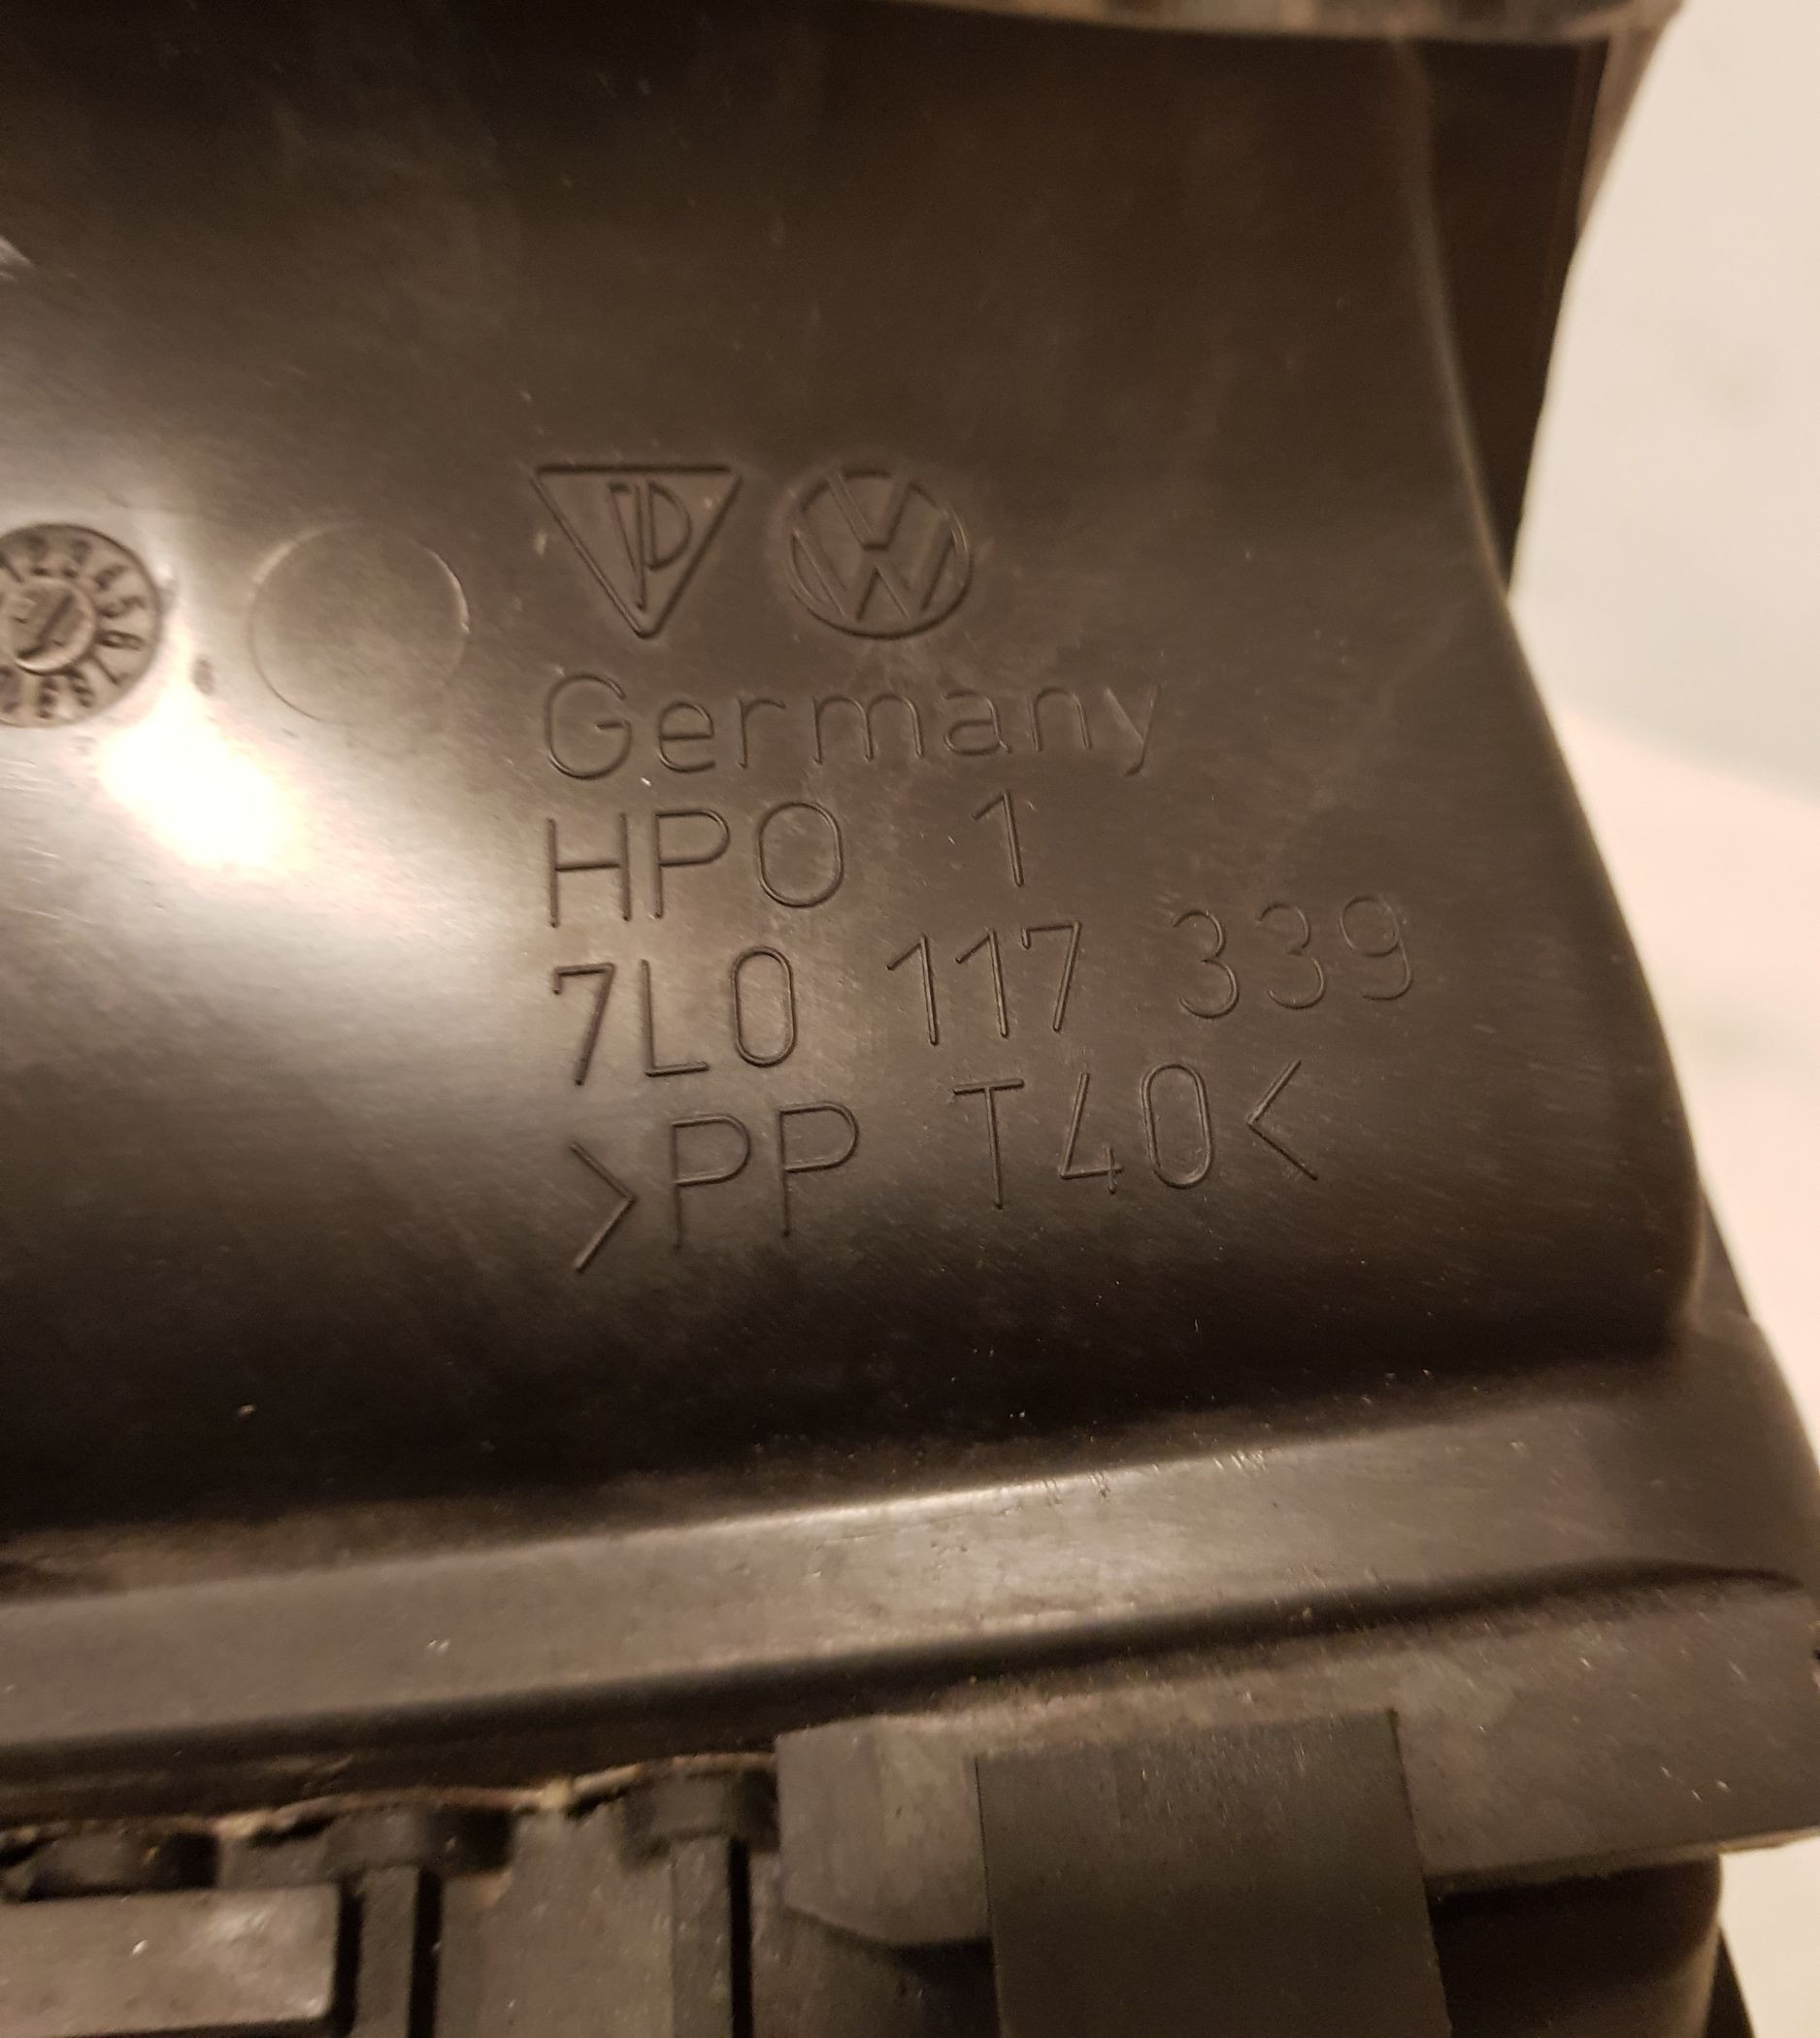 Germany
HPO 1
7L0 117 339
>PP T40<